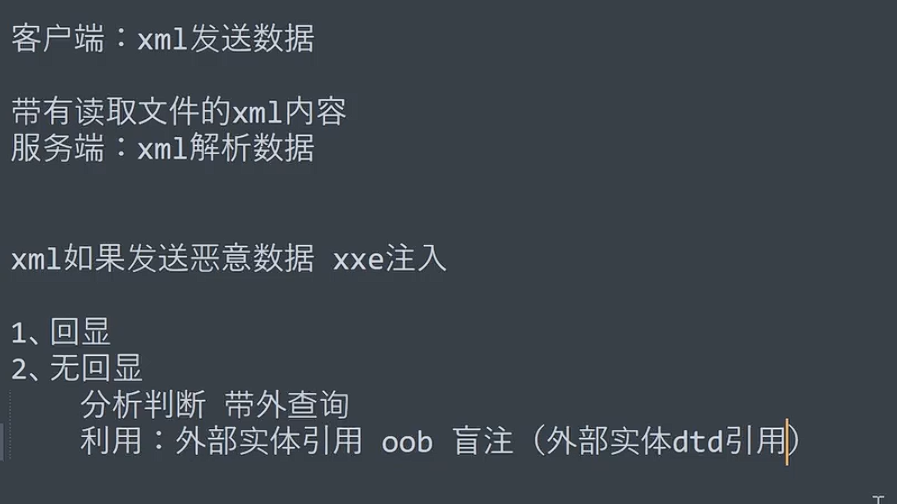 客户端：xml发送数据
带有读取文件的xml内容
服务端：xml解析数据
xml如果发送恶意数据 xxe注入
1、回显
2、无回显
分析判断 带外查询
利用：外部实体引用 oob 盲注（外部实体dtd引用）